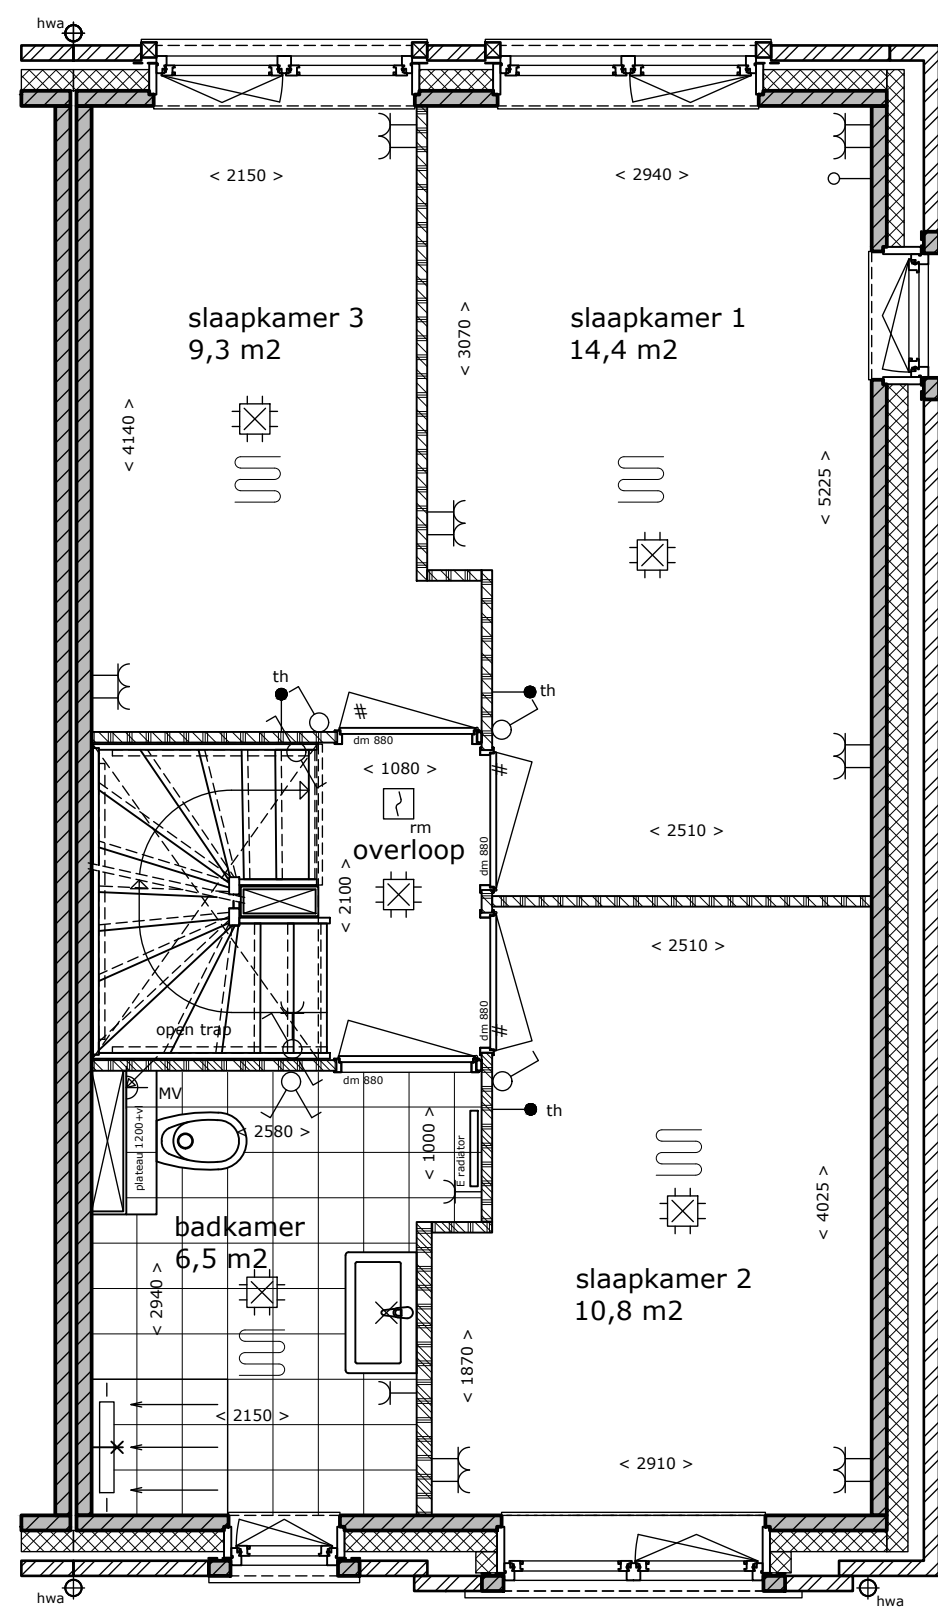 hwa
< 2150 >
< 2940 >
slaapkamer 3
9,3 m2
slaapkamer 1
14,4 m2
< 3070 >
< 4140 >
< 5225 >
th
th
#
dm 880
< 1080 >
#
rm
overloop
< 2100 >
dm 880
< 2510 >
< 2510 >
dm 880
#
open trap
dm 880
MV
plateau 1200+vl
< 2580 >
< 1000 >
E radiator
th
badkamer
6,5 m2
< 2940 >
< 4025 >
slaapkamer 2
10,8 m2
< 1870 >
< 2150 >
< 2910 >
hwa
hwa